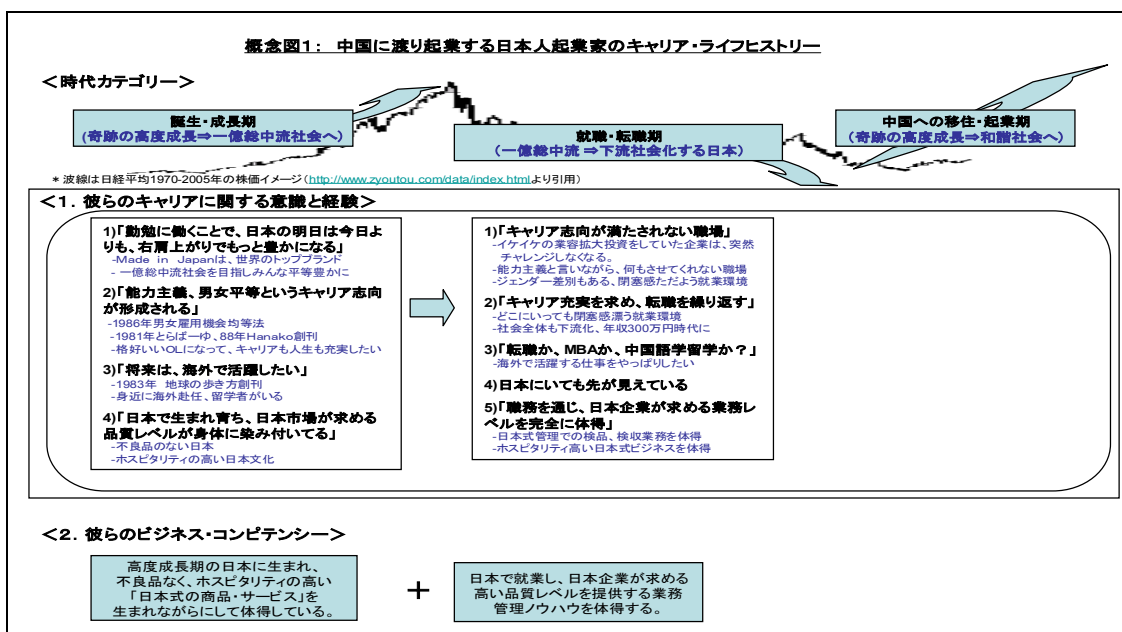 概念図1： 中国に渡り起業する日本人起業家のキャリア・ライフヒストリー
＜時代カテゴリー＞
誕生・成長期
(奇跡の高度成長⇒一億総中流社会へ)
就職・転職期
(一億総中流 ⇒下流社会化する日本)
中国への移住・起業期
(奇跡の高度成長⇒和諧社会へ)
* 波線は日経平均1970-2005年の株価イメージ(http://www.zyoutou.com/data/index.htmlより引用)
＜1．彼らのキャリアに関する意識と経験＞
1)「勤勉に働くことで、日本の明日は今日よ
りも、右肩上がりでもっと豊かになる」
-Made in Japanは、世界のトップブランド
- 一億総中流社会を目指しみんな平等豊かに
2)「能力主義、男女平等というキャリア志向
が形成される」
-1986年男女雇用機会均等法
-1981年とらばーゆ、88年Hanako創刊
-格好いいOLになって、キャリアも人生も充実したい
3)「将来は、海外で活躍したい」
-1983年 地球の歩き方創刊
-身近に海外赴任、留学者がいる
4)「日本で生まれ育ち、日本市場が求める
品質レベルが身体に染み付いてる」
-不良品のない日本
-ホスピタリティの高い日本文化
1)「キャリア志向が満たされない職場」
-イケイケの業容拡大投資をしていた企業は、突然
チャレンジしなくなる。
-能力主義と言いながら、何もさせてくれない職場
-ジェンダー差別もある、閉塞感ただよう就業環境
2)「キャリア充実を求め、転職を繰り返す」
-どこにいっても閉塞感漂う就業環境
-社会全体も下流化、年収300万円時代に
3)「転職か、MBAか、中国語学留学か？」
-海外で活躍する仕事をやっぱりしたい
4)日本にいても先が見えている
5)「職務を通じ、日本企業が求める業務レ
ベルを完全に体得」
-日本式管理での検品、検収業務を体得
-ホスピタリティ高い日本式ビジネスを体得
＜2．彼らのビジネス・コンピテンシー＞
高度成長期の日本に生まれ、
不良品なく、ホスピタリティの高い
「日本式の商品・サービス」を
生まれながらにして体得している。
+
日本で就業し、日本企業が求める
高い品質レベルを提供する業務
管理ノウハウを体得する。